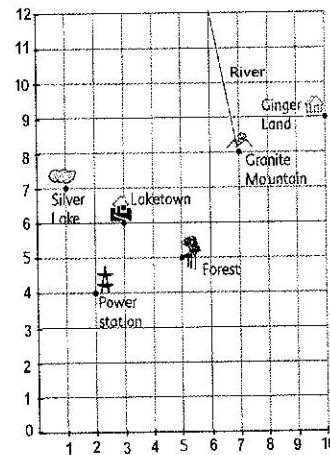 12
11
River
10
Ginger
Land
9
8
Granite
Mountain
7
Silver
Lake
Laketown
6
5
Forest
4
Power
station
3
2
1
0
1 2 3 4 5 6 7 8 9 10